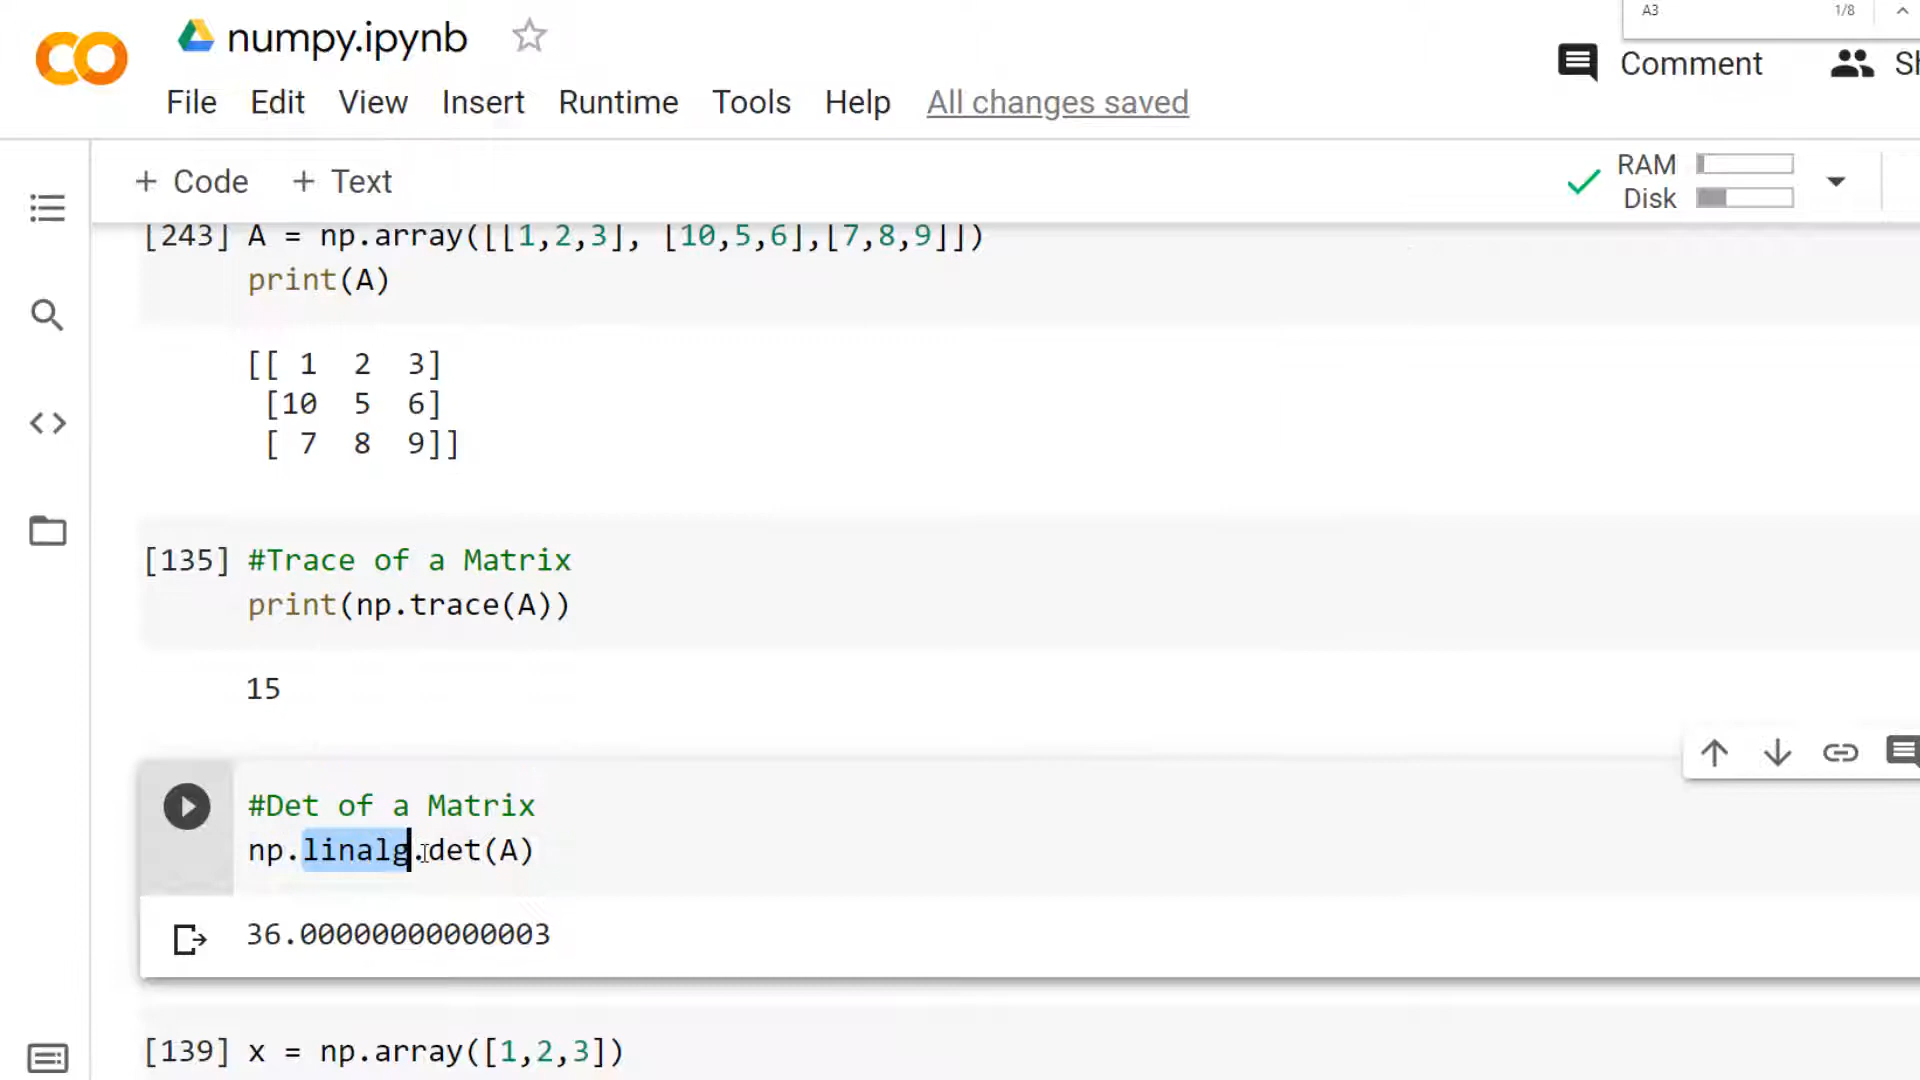 A3 1/8
numpy.ipynb
Comment
File Edit View Insert Runtime Tools Help All changes saved
+ Code + Text
RAM
Disk
[243] A = np.array([[1,2,3], [10,5,6],[7,8,9]])
print(A)
[[ 1 2 3]
[10 5 6]
[ 7 8 9]]
[135] #Trace of a Matrix
print(np.trace(A))
15
#Det of a Matrix
np.linalg.det(A)
36.00000000000003
[139] x = np.array([1,2,3])